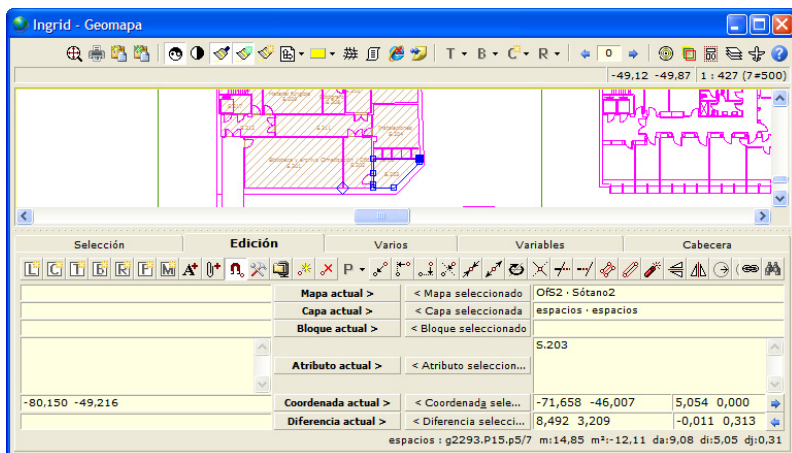 Ingrid - Geomapa
T B C R 0
-49,12 -49,87 1 : 427 (7≠500)
S.203
Selección Edición Varios Variables Cabecera
L C T B R F M A P
Mapa actual > < Mapa seleccionado OfS2 · Sótano2
Capa actual > < Capa seleccionada espacios · espacios
Bloque actual > < Bloque seleccionado
S.203
Atributo actual > < Atributo seleccion...
-80,150 -49,216 Coordenada actual > < Coordenada sele... -71,658 -46,007 5,054 0,000
Diferencia actual > < Diferencia selecci... 8,492 3,209 -0,011 0,313
espacios : g2293.P15.p5/7 m:14,85 m²:-12,11 da:9,08 di:5,05 dj:0,31